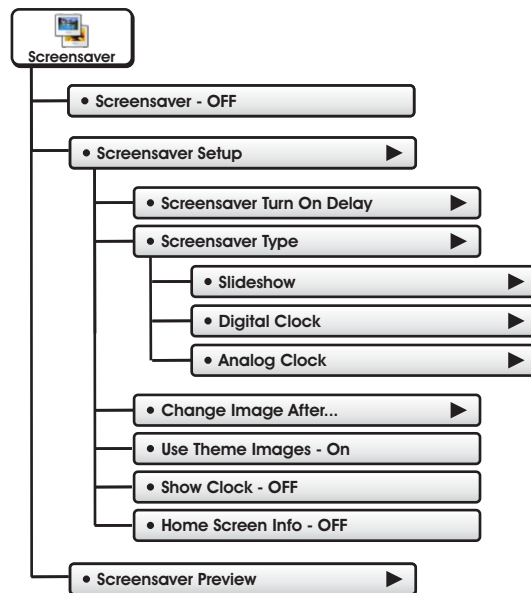 Screensaver
• Screensaver - OFF
• Screensaver Setup
• Screensaver Turn On Delay
• Screensaver Type
• Slideshow
• Digital Clock
• Analog Clock
• Change Image After...
• Use Theme Images - On
• Show Clock - OFF
• Home Screen Info - OFF
• Screensaver Preview